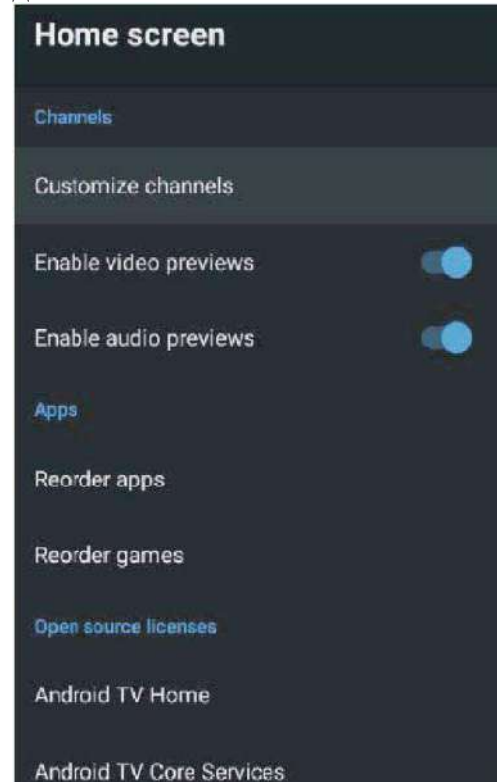 Home screen
Channels
Customize channels
Enable video previews
Enable audio previews
Apps
Reorder apps
Reorder games
Open source licenses
Android TV Home
Android TV Core Services